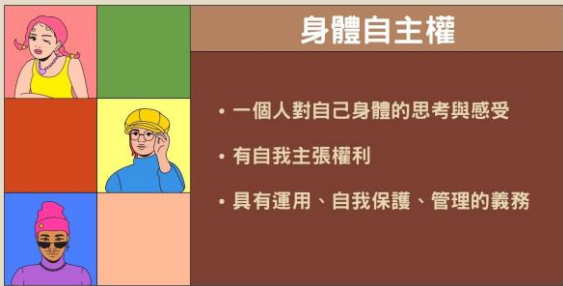 身體自主權
• 一個人對自己身體的思考與感受
• 有自我主張權利
• 具有運用、自我保護、管理的義務